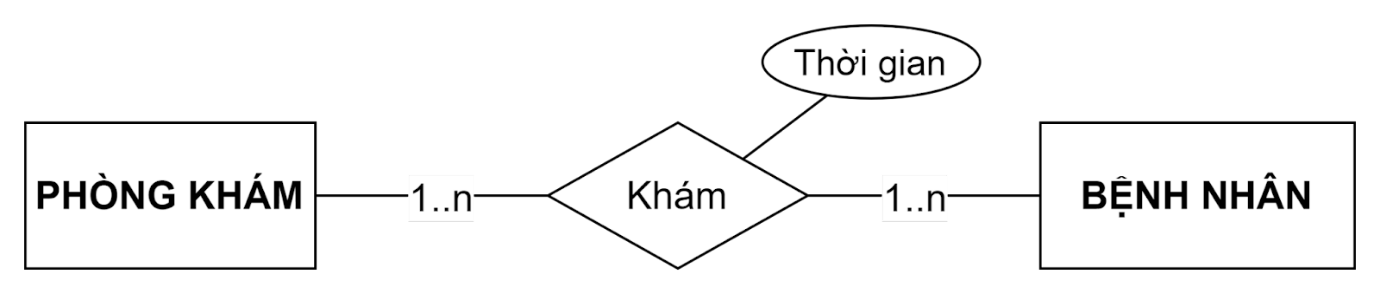 Thời gian
PHÒNG KHÁM
1..n
Khám
1..n
BỆNH NHÂN